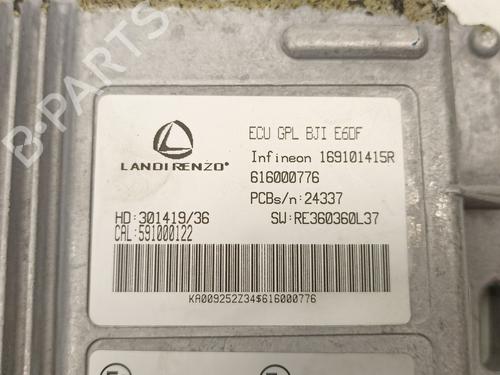 ECU GPL BJI E6DF
Infineon 169101415R
616000776
PCBs/n:24337
LANDIRENZO®
HD:301419/36 SW:RE360360L37
CAL:591000122
KA009252Z34$616000776
B-PARTS